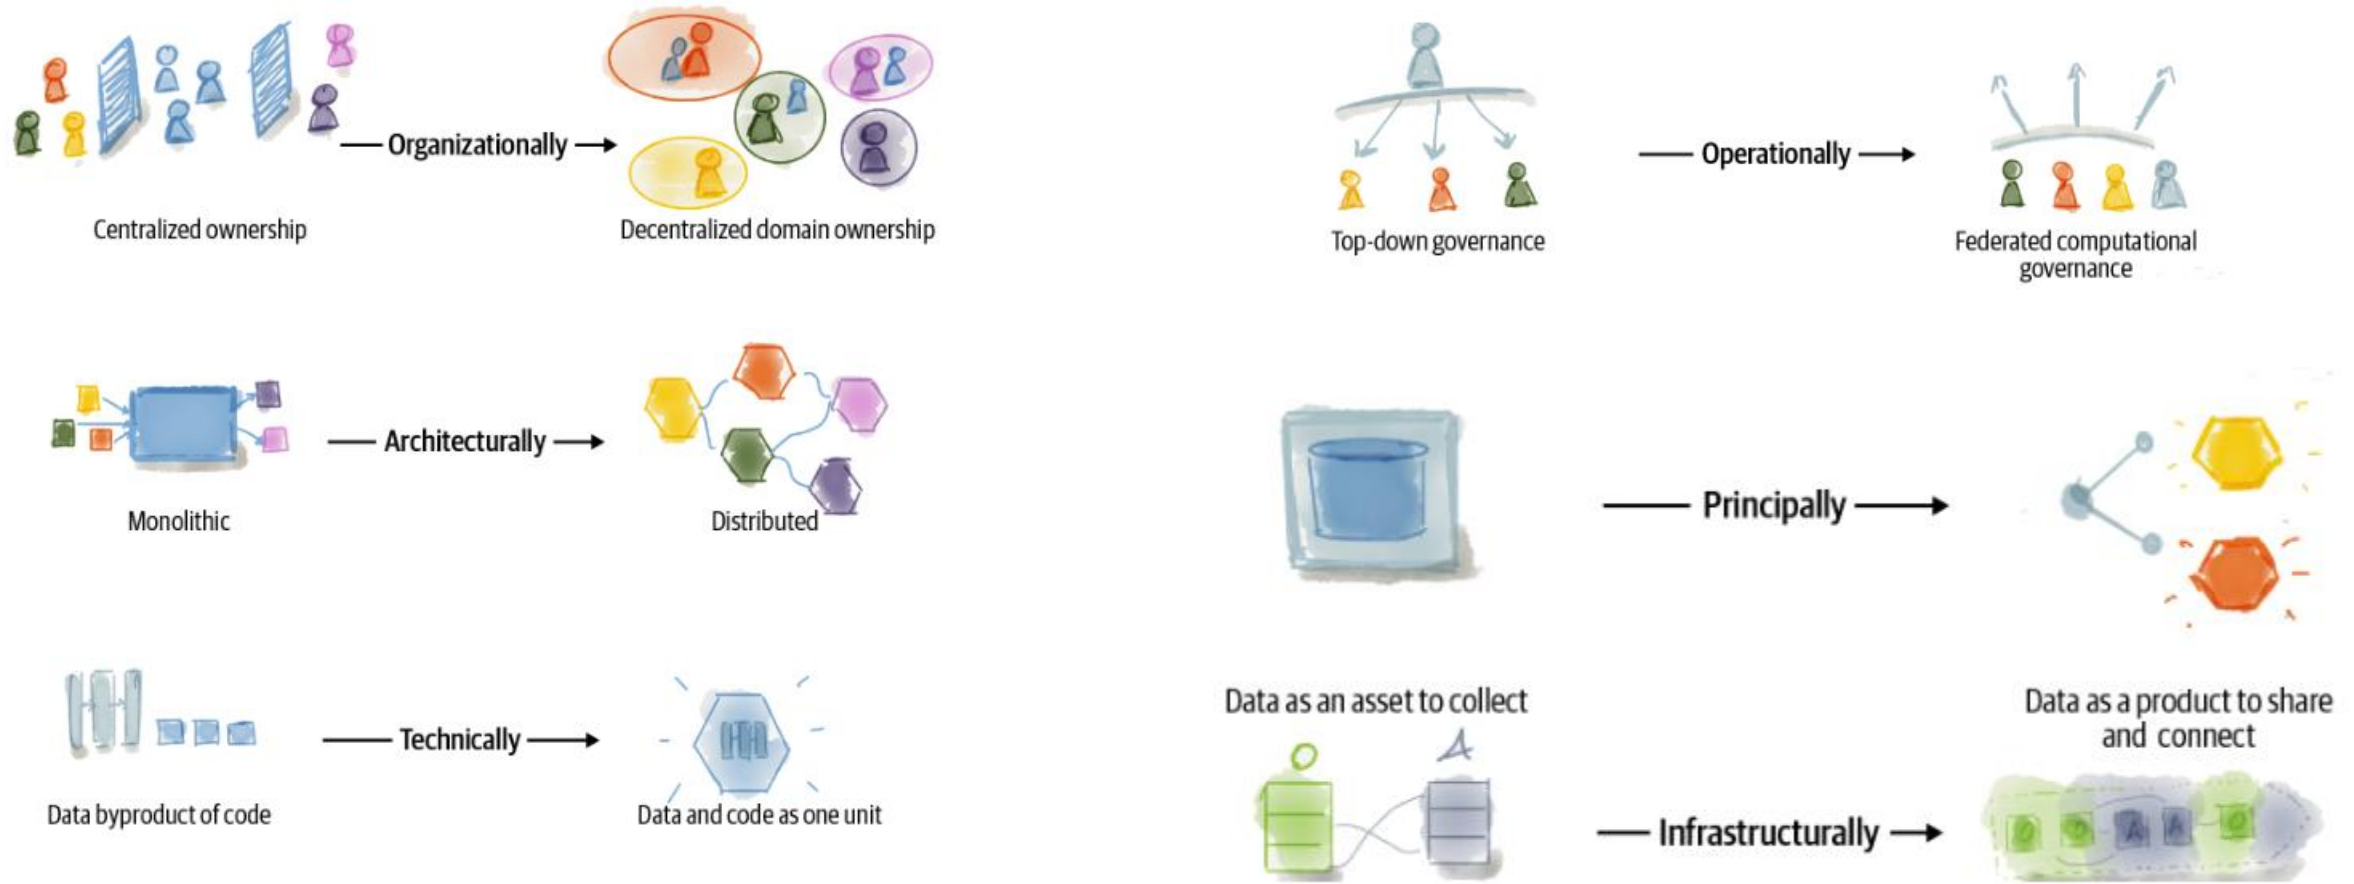 Organizationally
Centralized ownership
Decentralized domain ownership
Architecturally
Monolithic
Distributed
Technically
Data byproduct of code
Data and code as one unit
Operationally
Top-down governance
Federated computational
governance
Principally
Data as an asset to collect
Data as a product to share
and connect
O
A
Infrastructurally
O
O
A
A
O